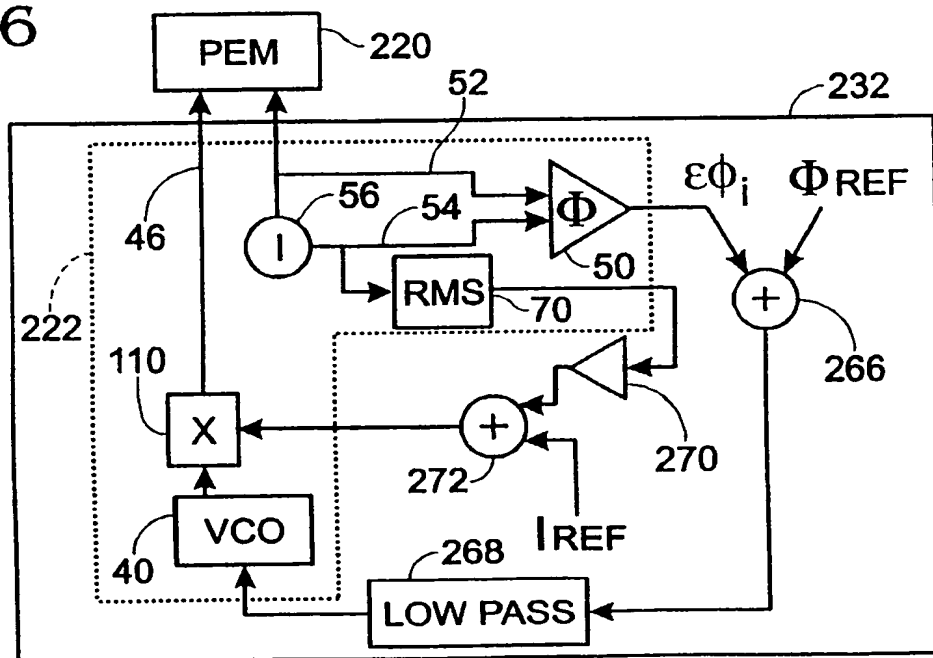 6
PEM
220
52
232
56
54
Φ
εφi
ΦREF
46
I
50
RMS
70
+
222
266
110
X
+
270
272
VCO
IREF
40
268
LOW PASS